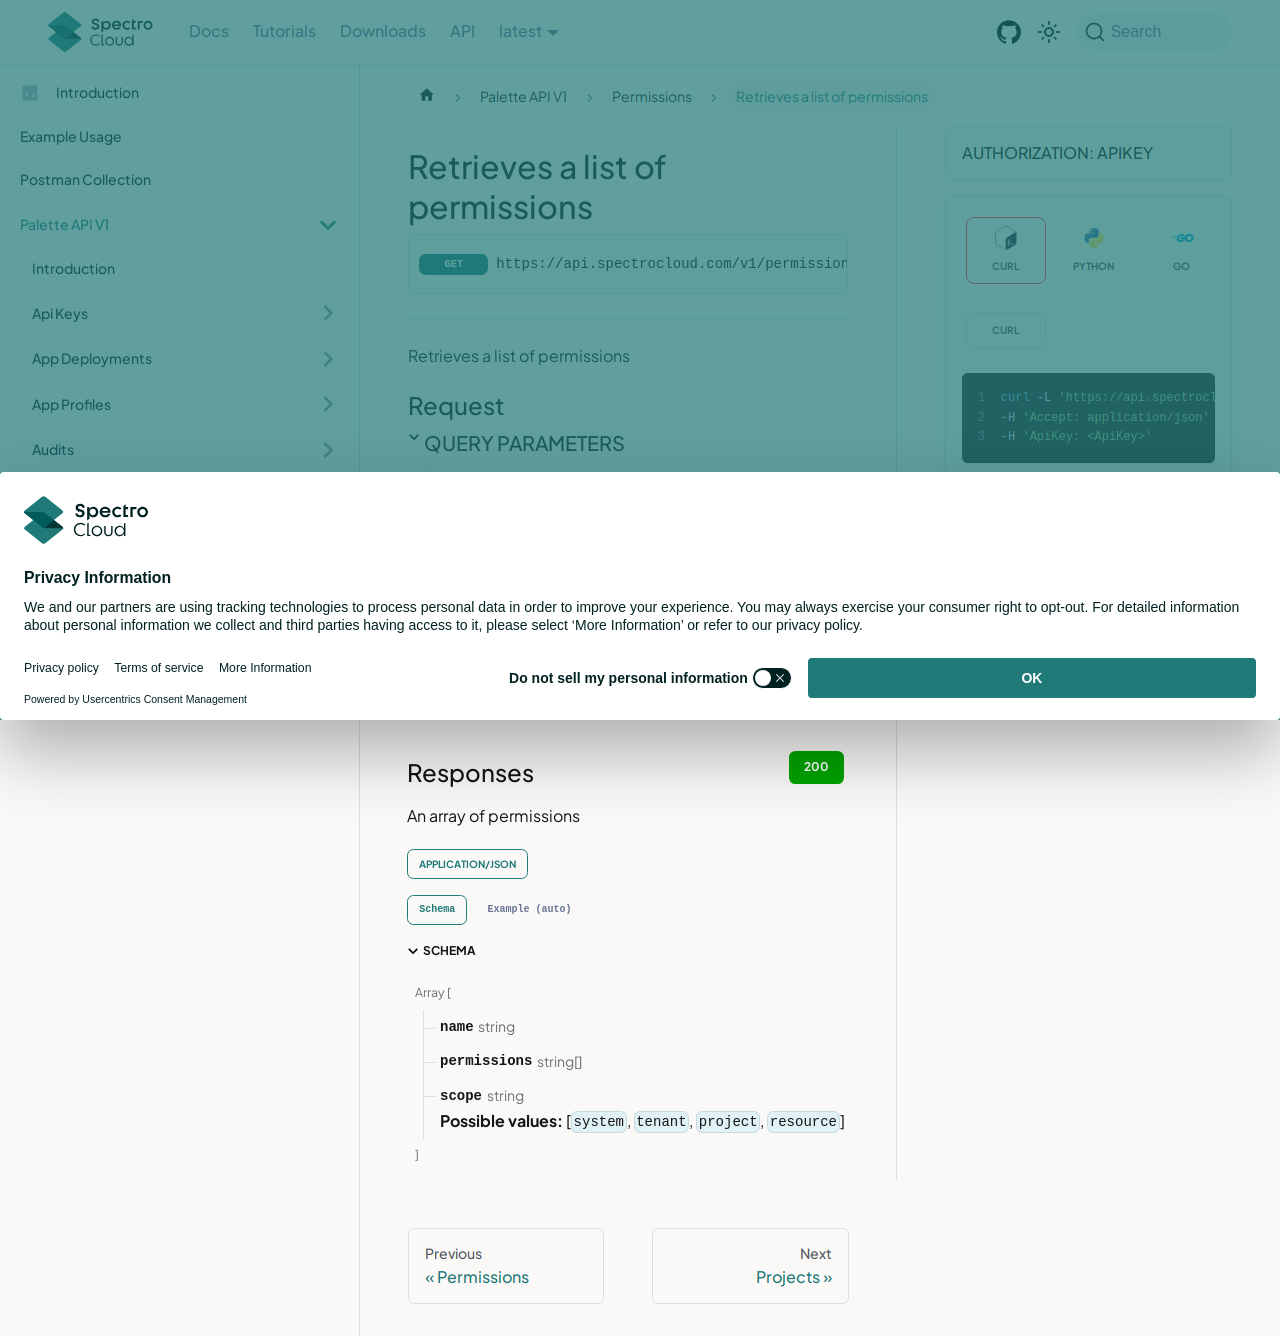 Spectro Cloud
Docs
Tutorials
Downloads
API
latest
Search
Introduction
Example Usage
Postman Collection
Palette API V1
Introduction
Api Keys
App Deployments
App Profiles
Audits
Palette API V1
Permissions
Retrieves a list of permissions
Retrieves a list of
permissions
GET https://api.spectrocloud.com/v1/permission
Retrieves a list of permissions
Request
QUERY PARAMETERS
AUTHORIZATION: APIKEY
CURL
PYTHON
GO
CURL
1 curl -L 'https://api.spectrocl
2 -H 'Accept: application/json'
3 -H 'ApiKey: <ApiKey>'
Spectro
Cloud
Privacy Information
We and our partners are using tracking technologies to process personal data in order to improve your experience. You may always exercise your consumer right to opt-out. For detailed information
about personal information we collect and third parties having access to it, please select ‘More Information’ or refer to our privacy policy.
Privacy policy
Terms of service
More Information
Powered by Usercentrics Consent Management
Do not sell my personal information
OK
Responses
200
An array of permissions
APPLICATION/JSON
Schema
Example (auto)
SCHEMA
Array [
name string
permissions string[]
scope string
Possible values: [system, tenant, project, resource]
]
Previous
« Permissions
Next
Projects »